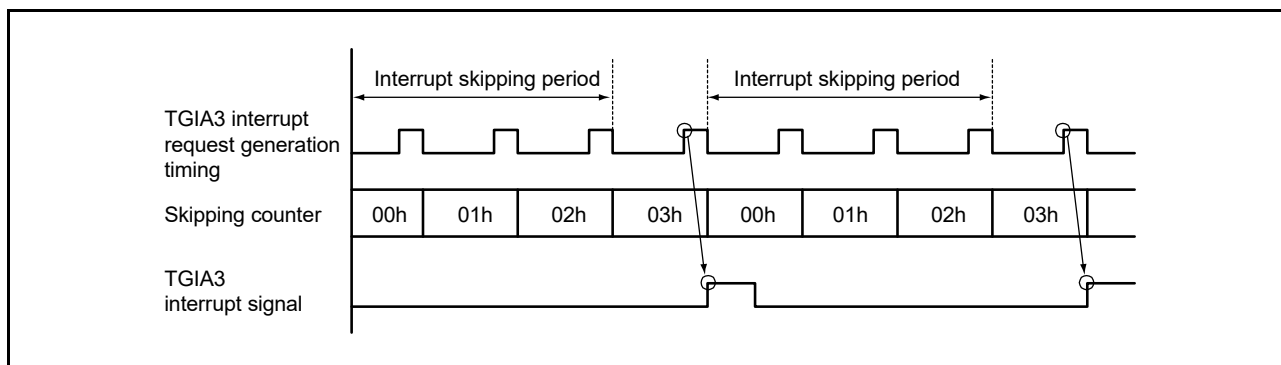 Interrupt skipping period Interrupt skipping period
TGIA3 interrupt
request generation
timing
Skipping counter 00h 01h 02h 03h 00h 01h 02h 03h
TGIA3
interrupt signal